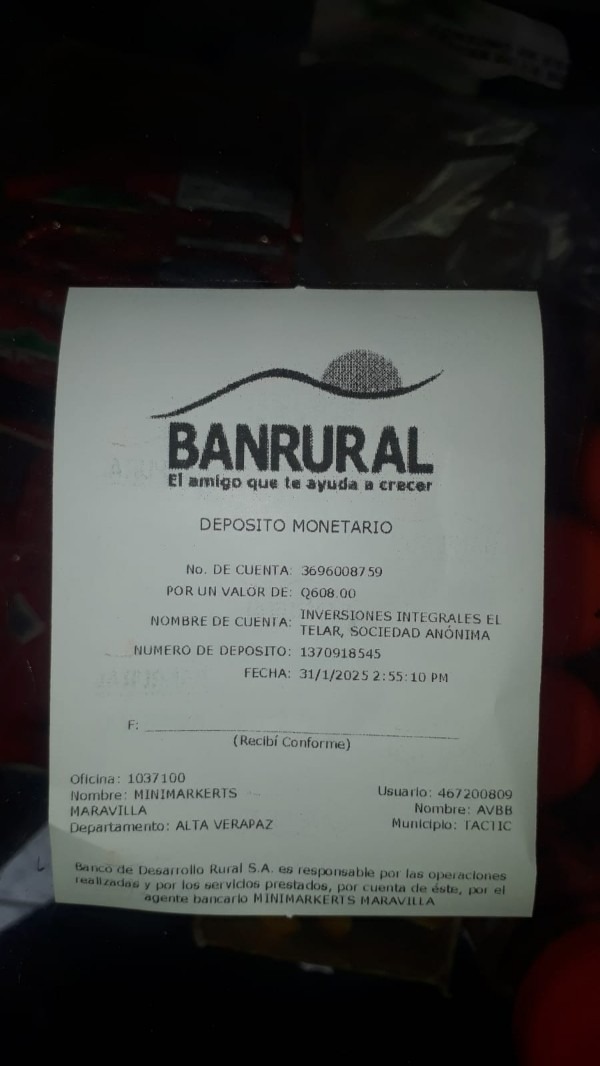 BANRURAL
El amigo que te ayuda a crecer
DEPOSITO MONETARIO
No. DE CUENTA: 3696008759
POR UN VALOR DE: Q608.00
NOMBRE DE CUENTA: INVERSIONES INTEGRALES EL
TELAR, SOCIEDAD ANÓNIMA
NUMERO DE DEPOSITO: 1370918545
FECHA: 31/1/2025 2:55:10 PM
F:
(Recibí Conforme)
Oficina: 1037100
Nombre: MINIMARKERTS
MARAVILLA
Departamento: ALTA VERAPAZ
Usuario: 467200809
Nombre: AVBB
Municipio: TACTIC
Banco de Desarrollo Rural S.A. es responsable por las operaciones
realizadas y por los servicios prestados, por cuenta de éste, por el
agente bancario MINIMARKERTS MARAVILLA